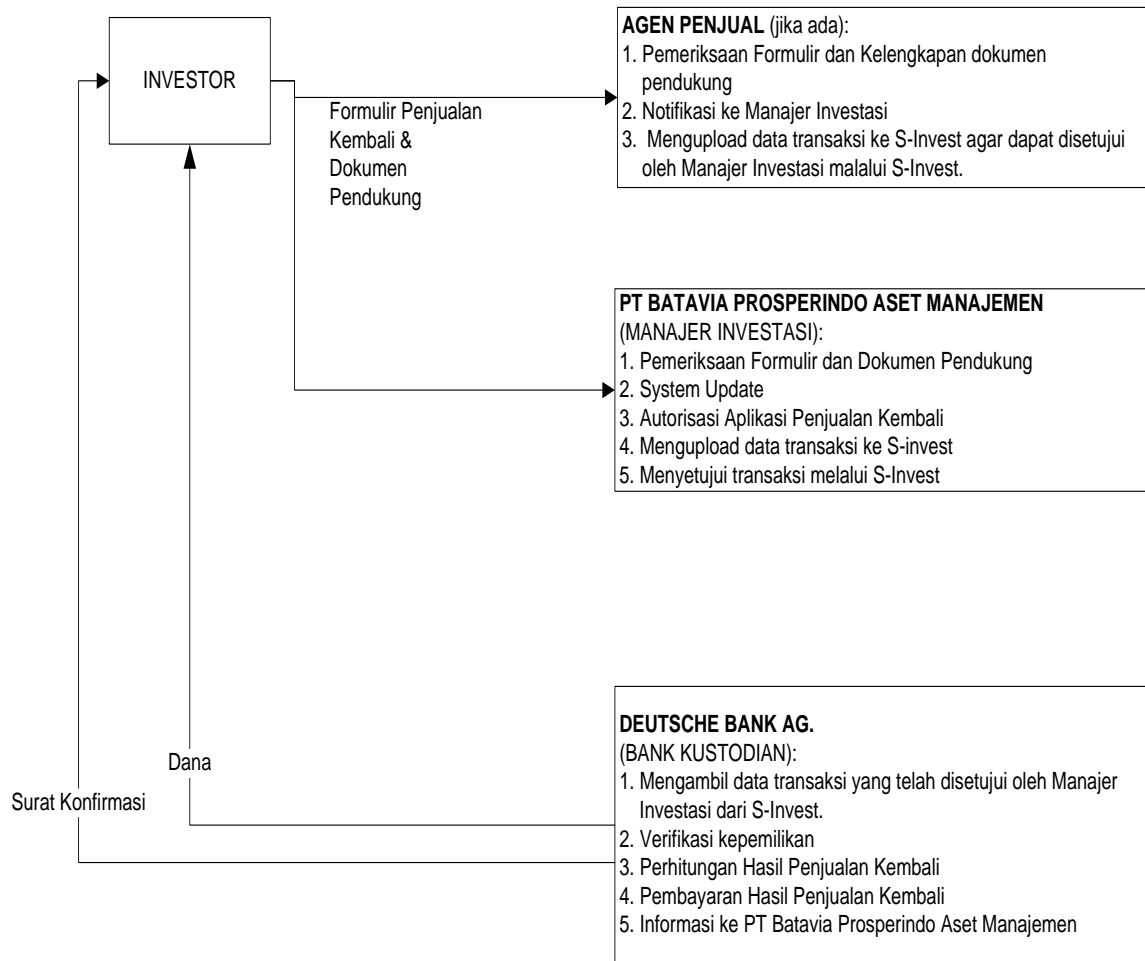 INVESTOR
Formulir Penjualan
Kembali &
Dokumen
Pendukung
AGEN PENJUAL (jika ada):
1. Pemeriksaan Formulir dan Kelengkapan dokumen
pendukung
2. Notifikasi ke Manajer Investasi
3. Mengupload data transaksi ke S-Invest agar dapat disetujui
oleh Manajer Investasi malalui S-Invest.
PT BATAVIA PROSPERINDO ASET MANAJEMEN
(MANAJER INVESTASI):
1. Pemeriksaan Formulir dan Dokumen Pendukung
2. System Update
3. Autorisasi Aplikasi Penjualan Kembali
4. Mengupload data transaksi ke S-invest
5. Menyetujui transaksi melalui S-Invest
Dana
Surat Konfirmasi
DEUTSCHE BANK AG.
(BANK KUSTODIAN):
1. Mengambil data transaksi yang telah disetujui oleh Manajer
Investasi dari S-Invest.
2. Verifikasi kepemilikan
3. Perhitungan Hasil Penjualan Kembali
4. Pembayaran Hasil Penjualan Kembali
5. Informasi ke PT Batavia Prosperindo Aset Manajemen